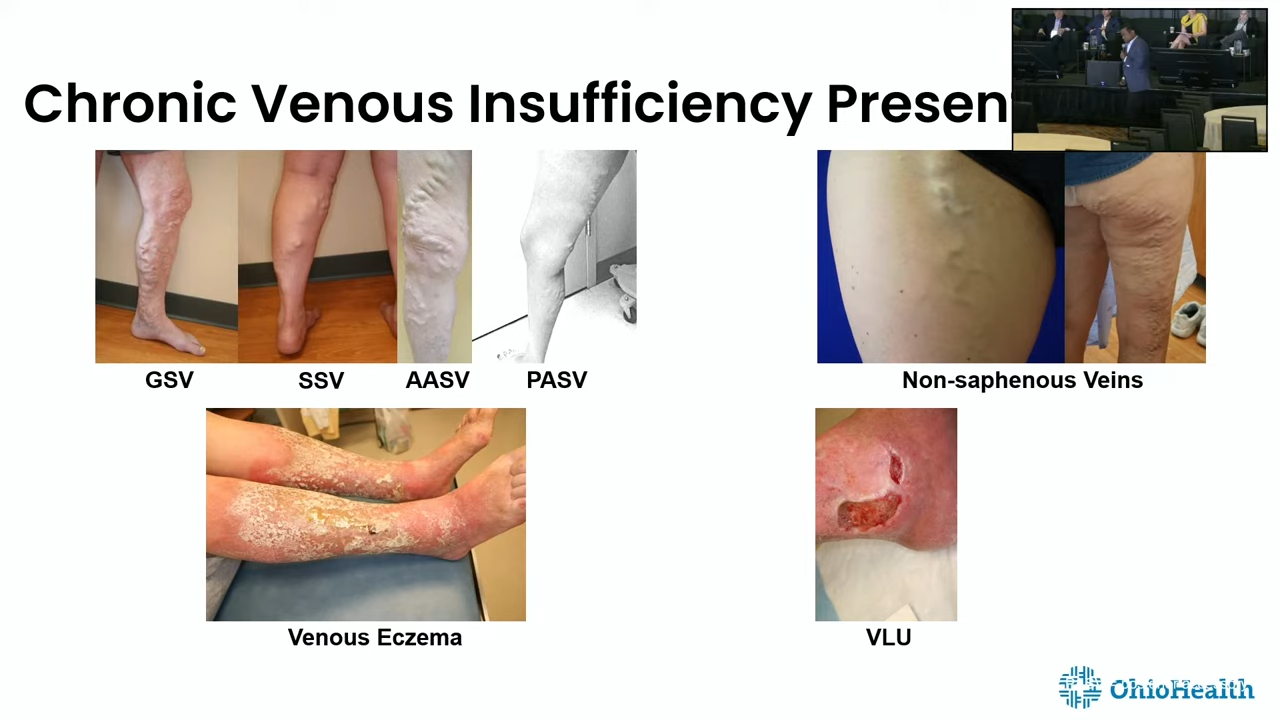 Chronic Venous Insufficiency Presen
GSV
SSV
AASV
PASV
Non-saphenous Veins
Venous Eczema
VLU
OhioHealth